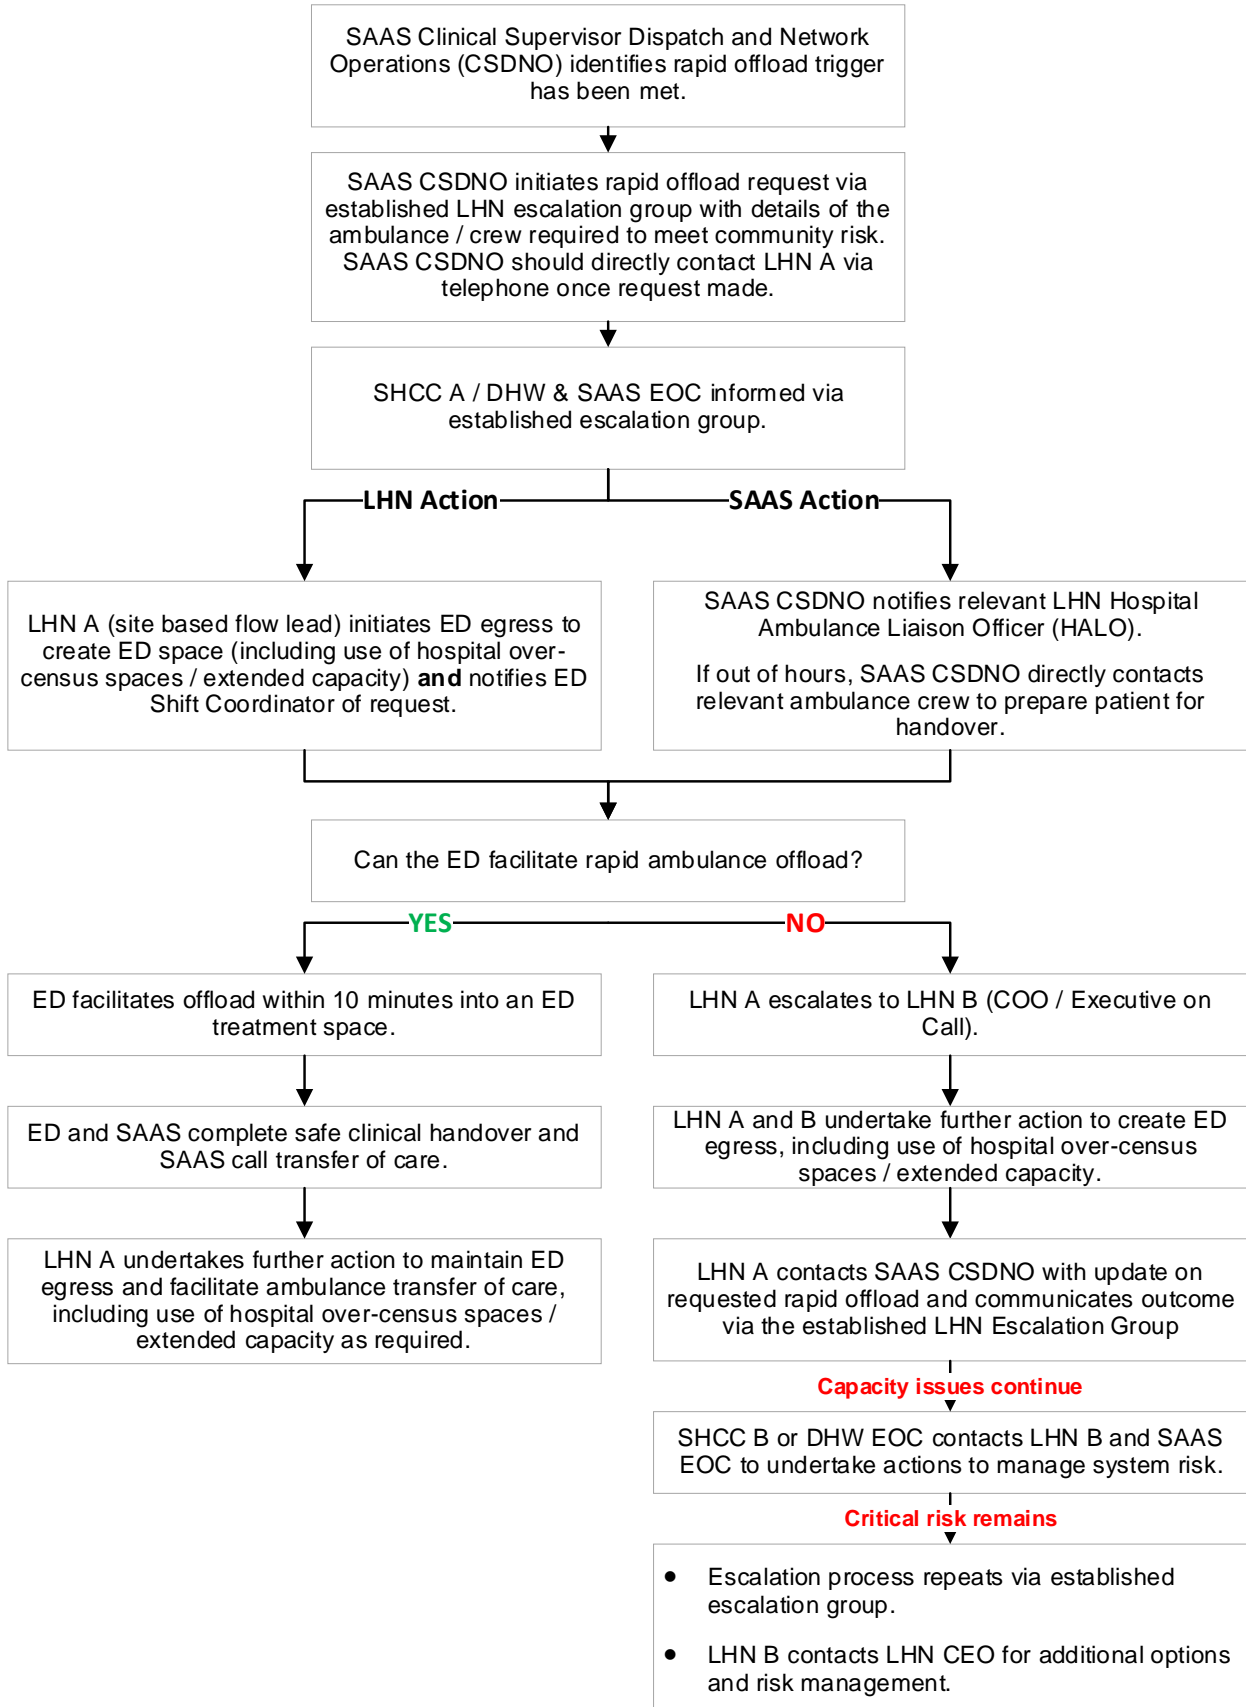 SAAS Clinical Supervisor Dispatch and Network
Operations (CSDNO) identifies rapid offload trigger
has been met.
SAAS CSDNO initiates rapid offload request via
established LHN escalation group with details of the
ambulance / crew required to meet community risk.
SAAS CSDNO should directly contact LHN A via
telephone once request made.
SHCC A / DHW & SAAS EOC informed via
established escalation group.
LHN Action
SAAS Action
LHN A (site based flow lead) initiates ED egress to
create ED space (including use of hospital over-
census spaces / extended capacity) and notifies ED
Shift Coordinator of request.
SAAS CSDNO notifies relevant LHN Hospital
Ambulance Liaison Officer (HALO).
If out of hours, SAAS CSDNO directly contacts
relevant ambulance crew to prepare patient for
handover.
Can the ED facilitate rapid ambulance offload?
YES
NO
ED facilitates offload within 10 minutes into an ED
treatment space.
ED and SAAS complete safe clinical handover and
SAAS call transfer of care.
LHN A undertakes further action to maintain ED
egress and facilitate ambulance transfer of care,
including use of hospital over-census spaces /
extended capacity as required.
LHN A escalates to LHN B (COO / Executive on
Call).
LHN A and B undertake further action to create ED
egress, including use of hospital over-census
spaces / extended capacity.
LHN A contacts SAAS CSDNO with update on
requested rapid offload and communicates outcome
via the established LHN Escalation Group
Capacity issues continue
SHCC B or DHW EOC contacts LHN B and SAAS
EOC to undertake actions to manage system risk.
Critical risk remains
• Escalation process repeats via established
escalation group.
• LHN B contacts LHN CEO for additional options
and risk management.